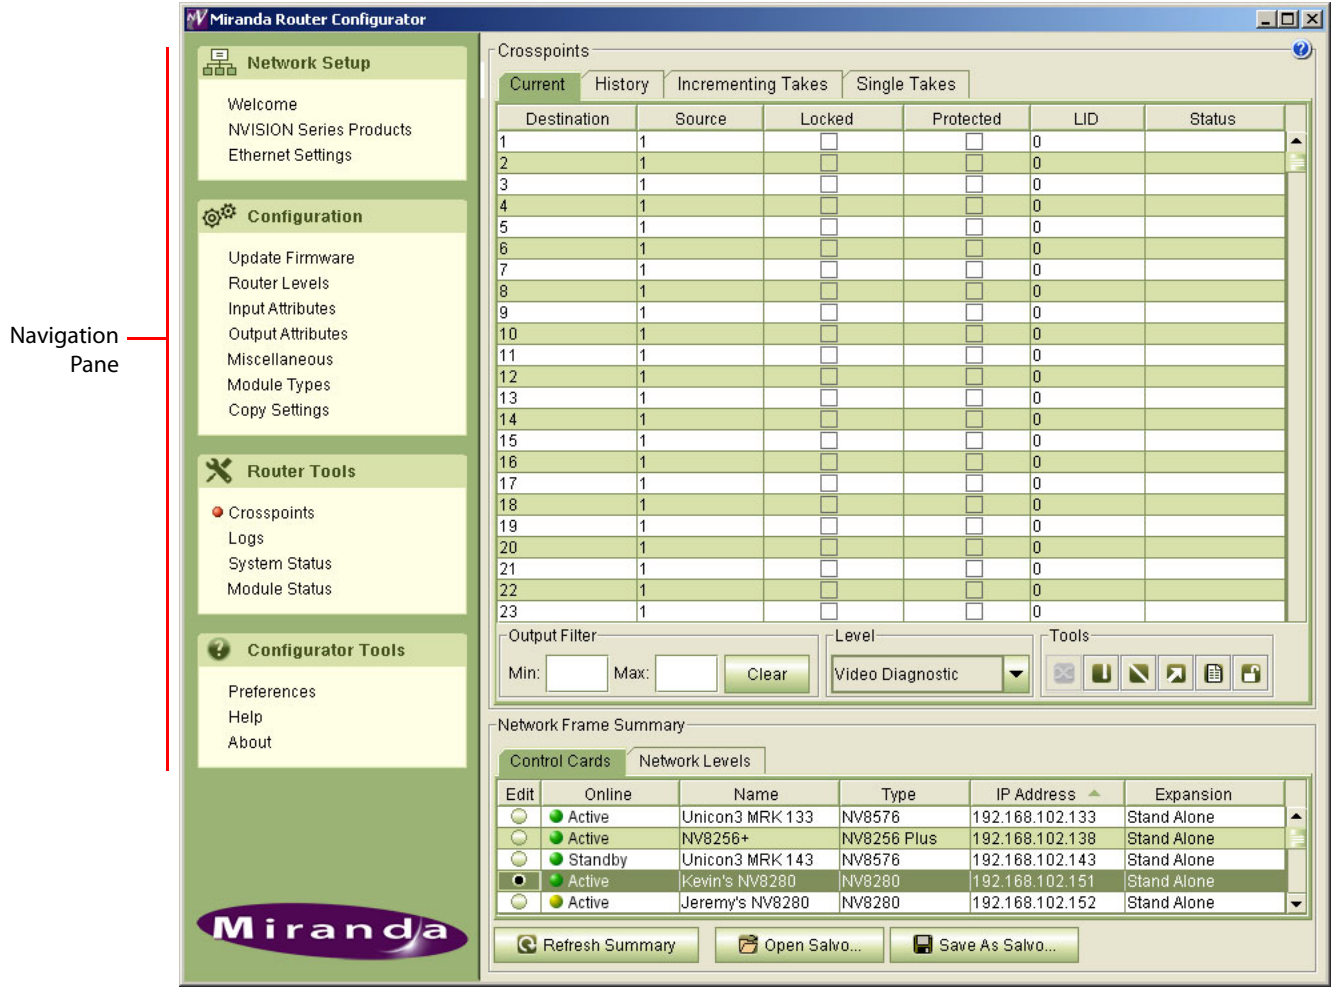 Miranda Router Configurator
Navigation
Pane
Network Setup
Welcome
NVISION Series Products
Ethernet Settings
Configuration
Update Firmware
Router Levels
Input Attributes
Output Attributes
Miscellaneous
Module Types
Copy Settings
Router Tools
Crosspoints
Logs
System Status
Module Status
Configurator Tools
Preferences
Help
About
Miranda
Crosspoints
Current History Incrementing Takes Single Takes
Destination Source Locked Protected LID Status
1 1 0
2 1 0
3 1 0
4 1 0
5 1 0
6 1 0
7 1 0
8 1 0
9 1 0
10 1 0
11 1 0
12 1 0
13 1 0
14 1 0
15 1 0
16 1 0
17 1 0
18 1 0
19 1 0
20 1 0
21 1 0
22 1 0
23 1 0
Output Filter Level Tools
Min: Max: Clear Video Diagnostic
Network Frame Summary
Control Cards Network Levels
Edit Online Name Type IP Address Expansion
Active Unicon3 MRK 133 NV8576 192.168.102.133 Stand Alone
Active NV8256+ NV8256 Plus 192.168.102.138 Stand Alone
Standby Unicon3 MRK 143 NV8576 192.168.102.143 Stand Alone
Active Kevin's NV8280 NV8280 192.168.102.151 Stand Alone
Active Jeremy's NV8280 NV8280 192.168.102.152 Stand Alone
Refresh Summary Open Salvo... Save As Salvo...